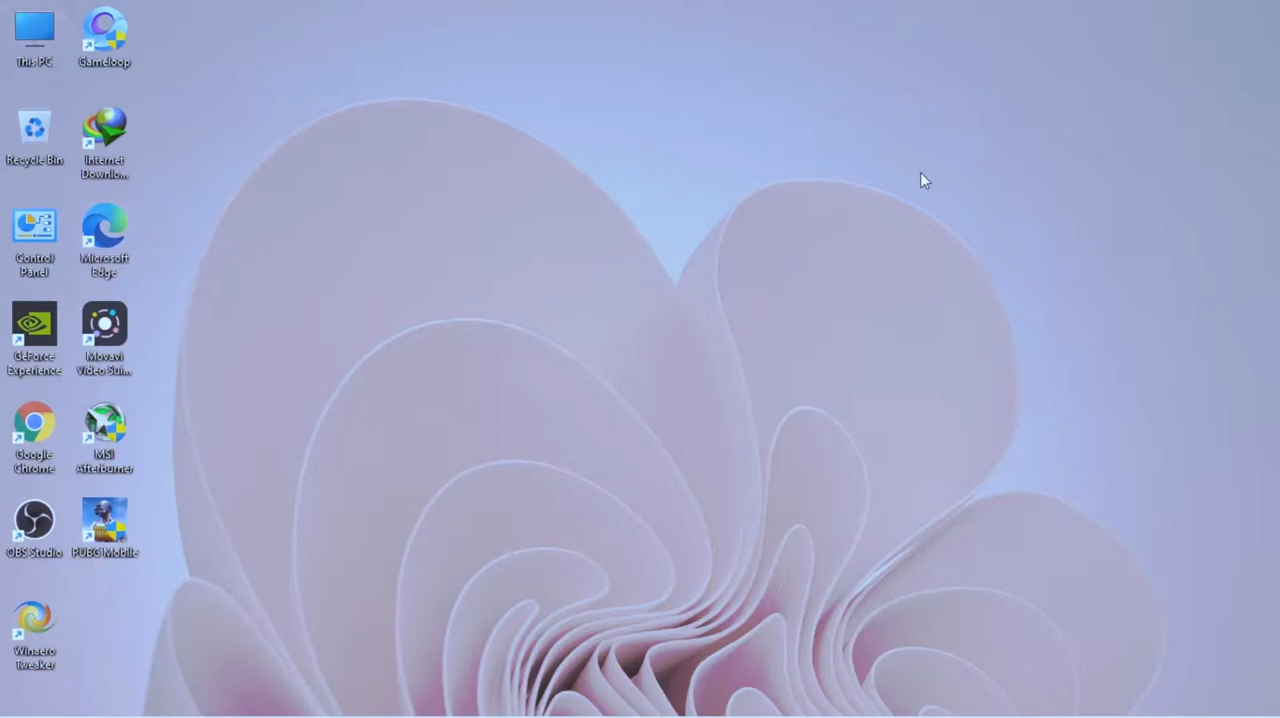 This PC
Gameloop
Recycle Bin
Internet
Downlo...
Control
Panel
Microsoft
Edge
GeForce
Experience
Movavi
Video Sui...
Google
Chrome
MSI
Afterburner
OBS Studio
PUBG Mobile
Winaero
Tweaker